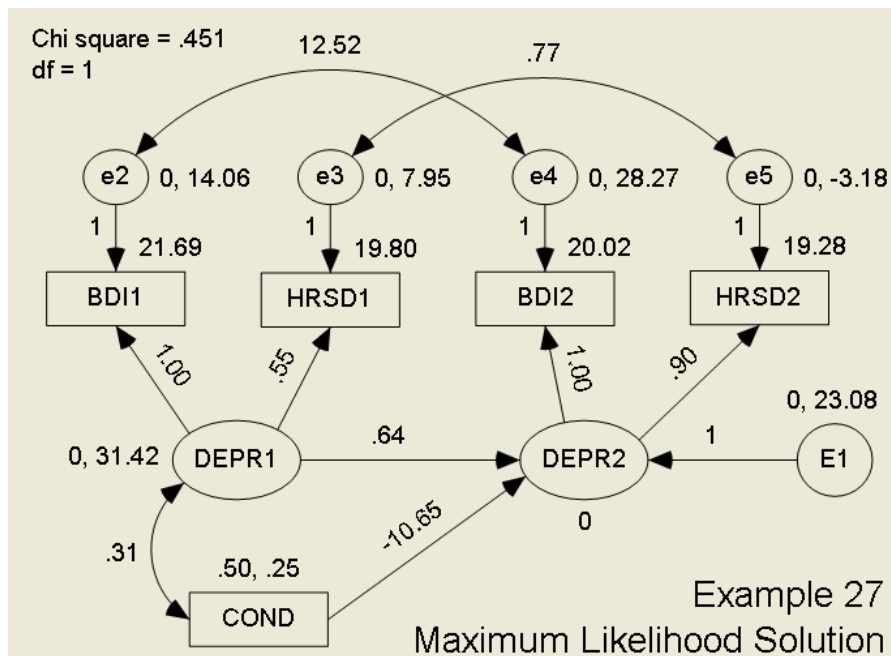 Chi square = .451
df = 1
12.52
.77
e2
0, 14.06
e3
0, 7.95
e4
0, 28.27
e5
0, -3.18
1
21.69
1
19.80
1
20.02
1
19.28
BDI1
HRSD1
BDI2
HRSD2
1.00
.55
1.00
.90
0, 23.08
0, 31.42
DEPR1
.64
DEPR2
1
E1
0
-10.65
.31
.50, .25
COND
Example 27
Maximum Likelihood Solution